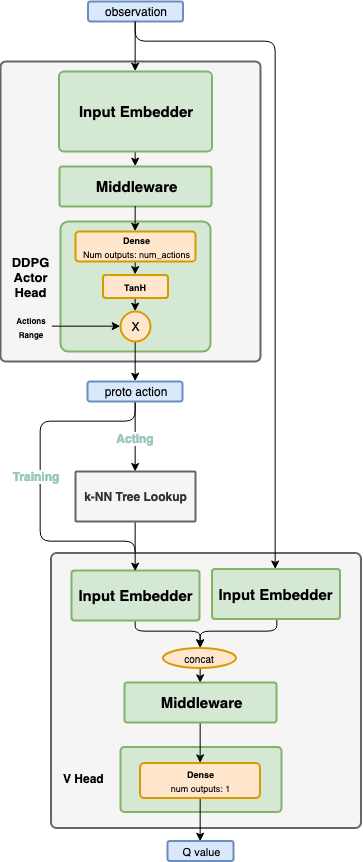 observation
Input Embedder
Middleware
DDPG
Actor
Head
Dense
Num outputs: num_actions
TanH
Actions
Range
X
proto action
Acting
Training
k-NN Tree Lookup
Input Embedder
Input Embedder
concat
Middleware
V Head
Dense
num outputs: 1
Q value